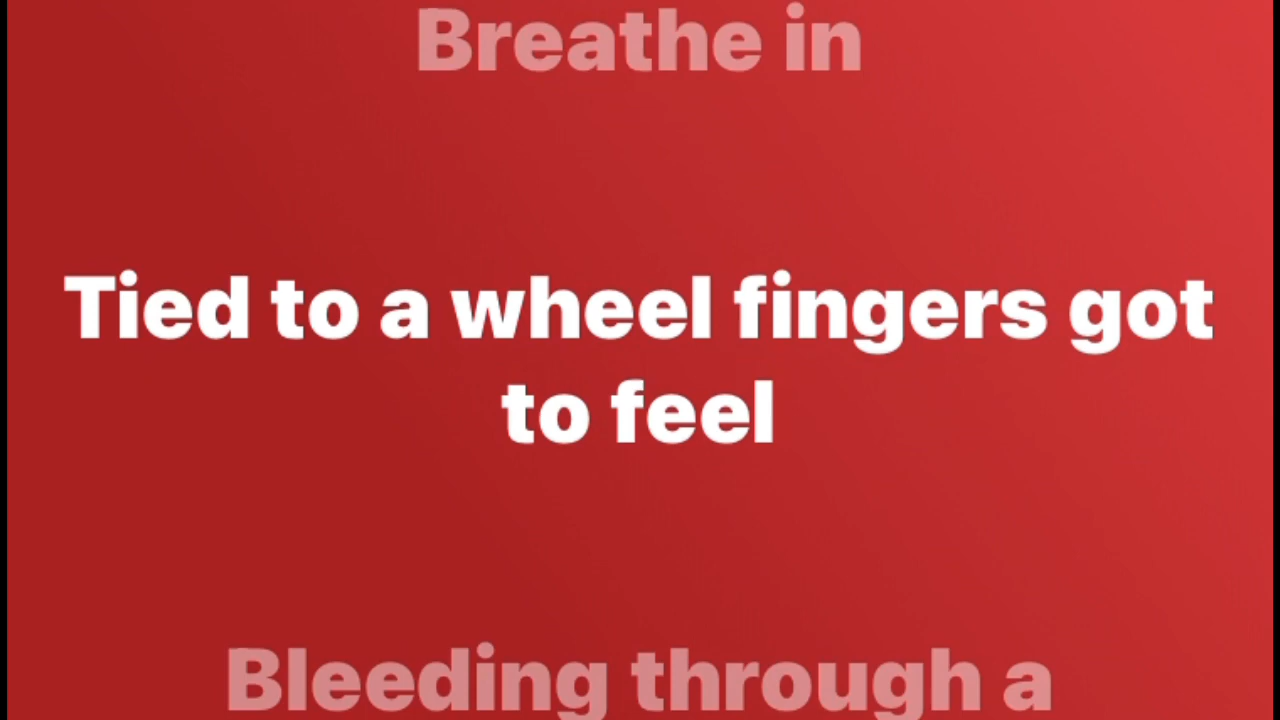 Breathe in
Tied to a wheel fingers got
to feel
Bleeding through a